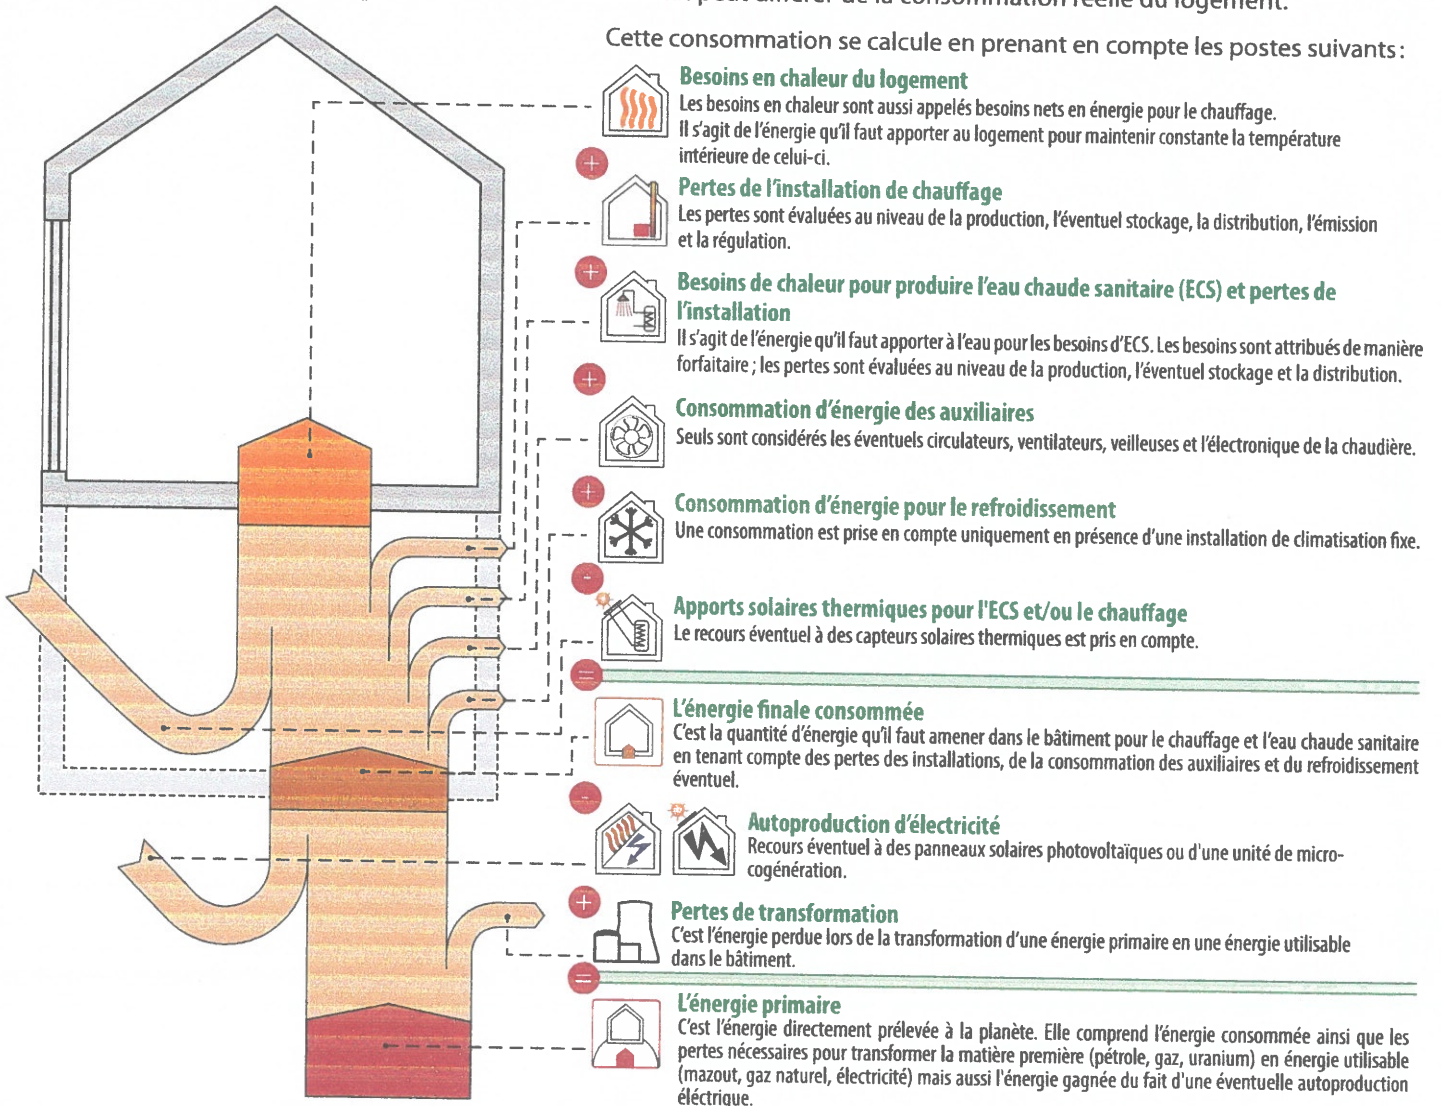 peut différer de la consommation réelle du logement.
Cette consommation se calcule en prenant en compte les postes suivants :
Besoins en chaleur du logement
Les besoins en chaleur sont aussi appelés besoins nets en énergie pour le chauffage.
Il s'agit de l'énergie qu'il faut apporter au logement pour maintenir constante la température
intérieure de celui-ci.
+
Pertes de l'installation de chauffage
Les pertes sont évaluées au niveau de la production, l'éventuel stockage, la distribution, l'émission
et la régulation.
+
Besoins de chaleur pour produire l'eau chaude sanitaire (ECS) et pertes de
l'installation
Il s'agit de l'énergie qu'il faut apporter à l'eau pour les besoins d'ECS. Les besoins sont attribués de manière
forfaitaire ; les pertes sont évaluées au niveau de la production, l'éventuel stockage et la distribution.
+
Consommation d'énergie des auxiliaires
Seuls sont considérés les éventuels circulateurs, ventilateurs, veilleuses et l'électronique de la chaudière.
+
Consommation d'énergie pour le refroidissement
Une consommation est prise en compte uniquement en présence d'une installation de climatisation fixe.
-
Apports solaires thermiques pour l'ECS et/ou le chauffage
Le recours éventuel à des capteurs solaires thermiques est pris en compte.
=
L'énergie finale consommée
C'est la quantité d'énergie qu'il faut amener dans le bâtiment pour le chauffage et l'eau chaude sanitaire
en tenant compte des pertes des installations, de la consommation des auxiliaires et du refroidissement
éventuel.
-
Autoproduction d'électricité
Recours éventuel à des panneaux solaires photovoltaïques ou d'une unité de micro-
cogénération.
+
Pertes de transformation
C'est l'énergie perdue lors de la transformation d'une énergie primaire en une énergie utilisable
dans le bâtiment.
=
L'énergie primaire
C'est l'énergie directement prélevée à la planète. Elle comprend l'énergie consommée ainsi que les
pertes nécessaires pour transformer la matière première (pétrole, gaz, uranium) en énergie utilisable
(mazout, gaz naturel, électricité) mais aussi l'énergie gagnée du fait d'une éventuelle autoproduction
éléctrique.